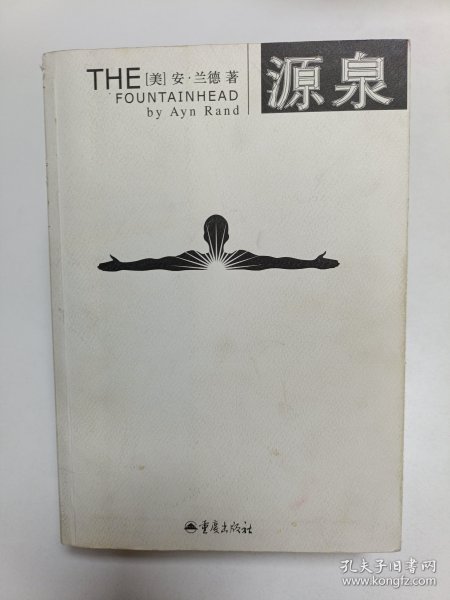 THE [美] 安·兰德 著
FOUNTAINHEAD
by Ayn Rand
源泉
重庆出版社
孔夫子旧书网
www.kongfz.com